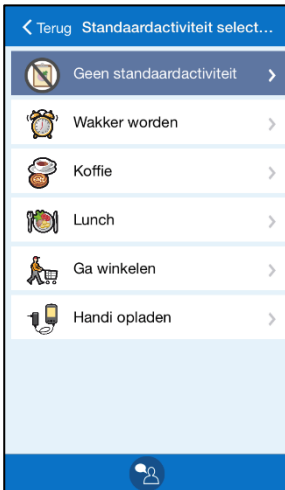 Terug Standaardactiviteit select...
Geen standaardactiviteit
Wakker worden
Koffie
Lunch
Ga winkelen
Handi opladen